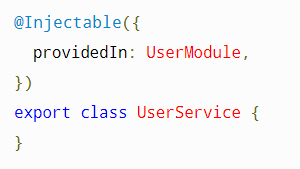 @Injectable({
  providedIn: UserModule,
})
export class UserService {
}